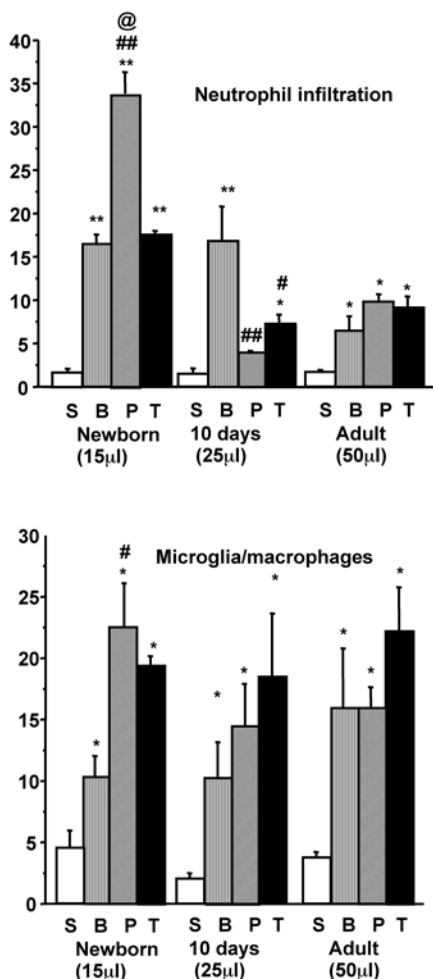 @
##
**
Neutrophil infiltration
40
35
30
25
20
15
10
5
0
** ** ** # * ## * * *
S B P T S B P T S B P T
Newborn 10 days Adult
(15µl) (25µl) (50µl)
Microglia/macrophages
30
25
20
15
10
5
0
# * * * * * * * * *
S B P T S B P T S B P T
Newborn 10 days Adult
(15µl) (25µl) (50µl)